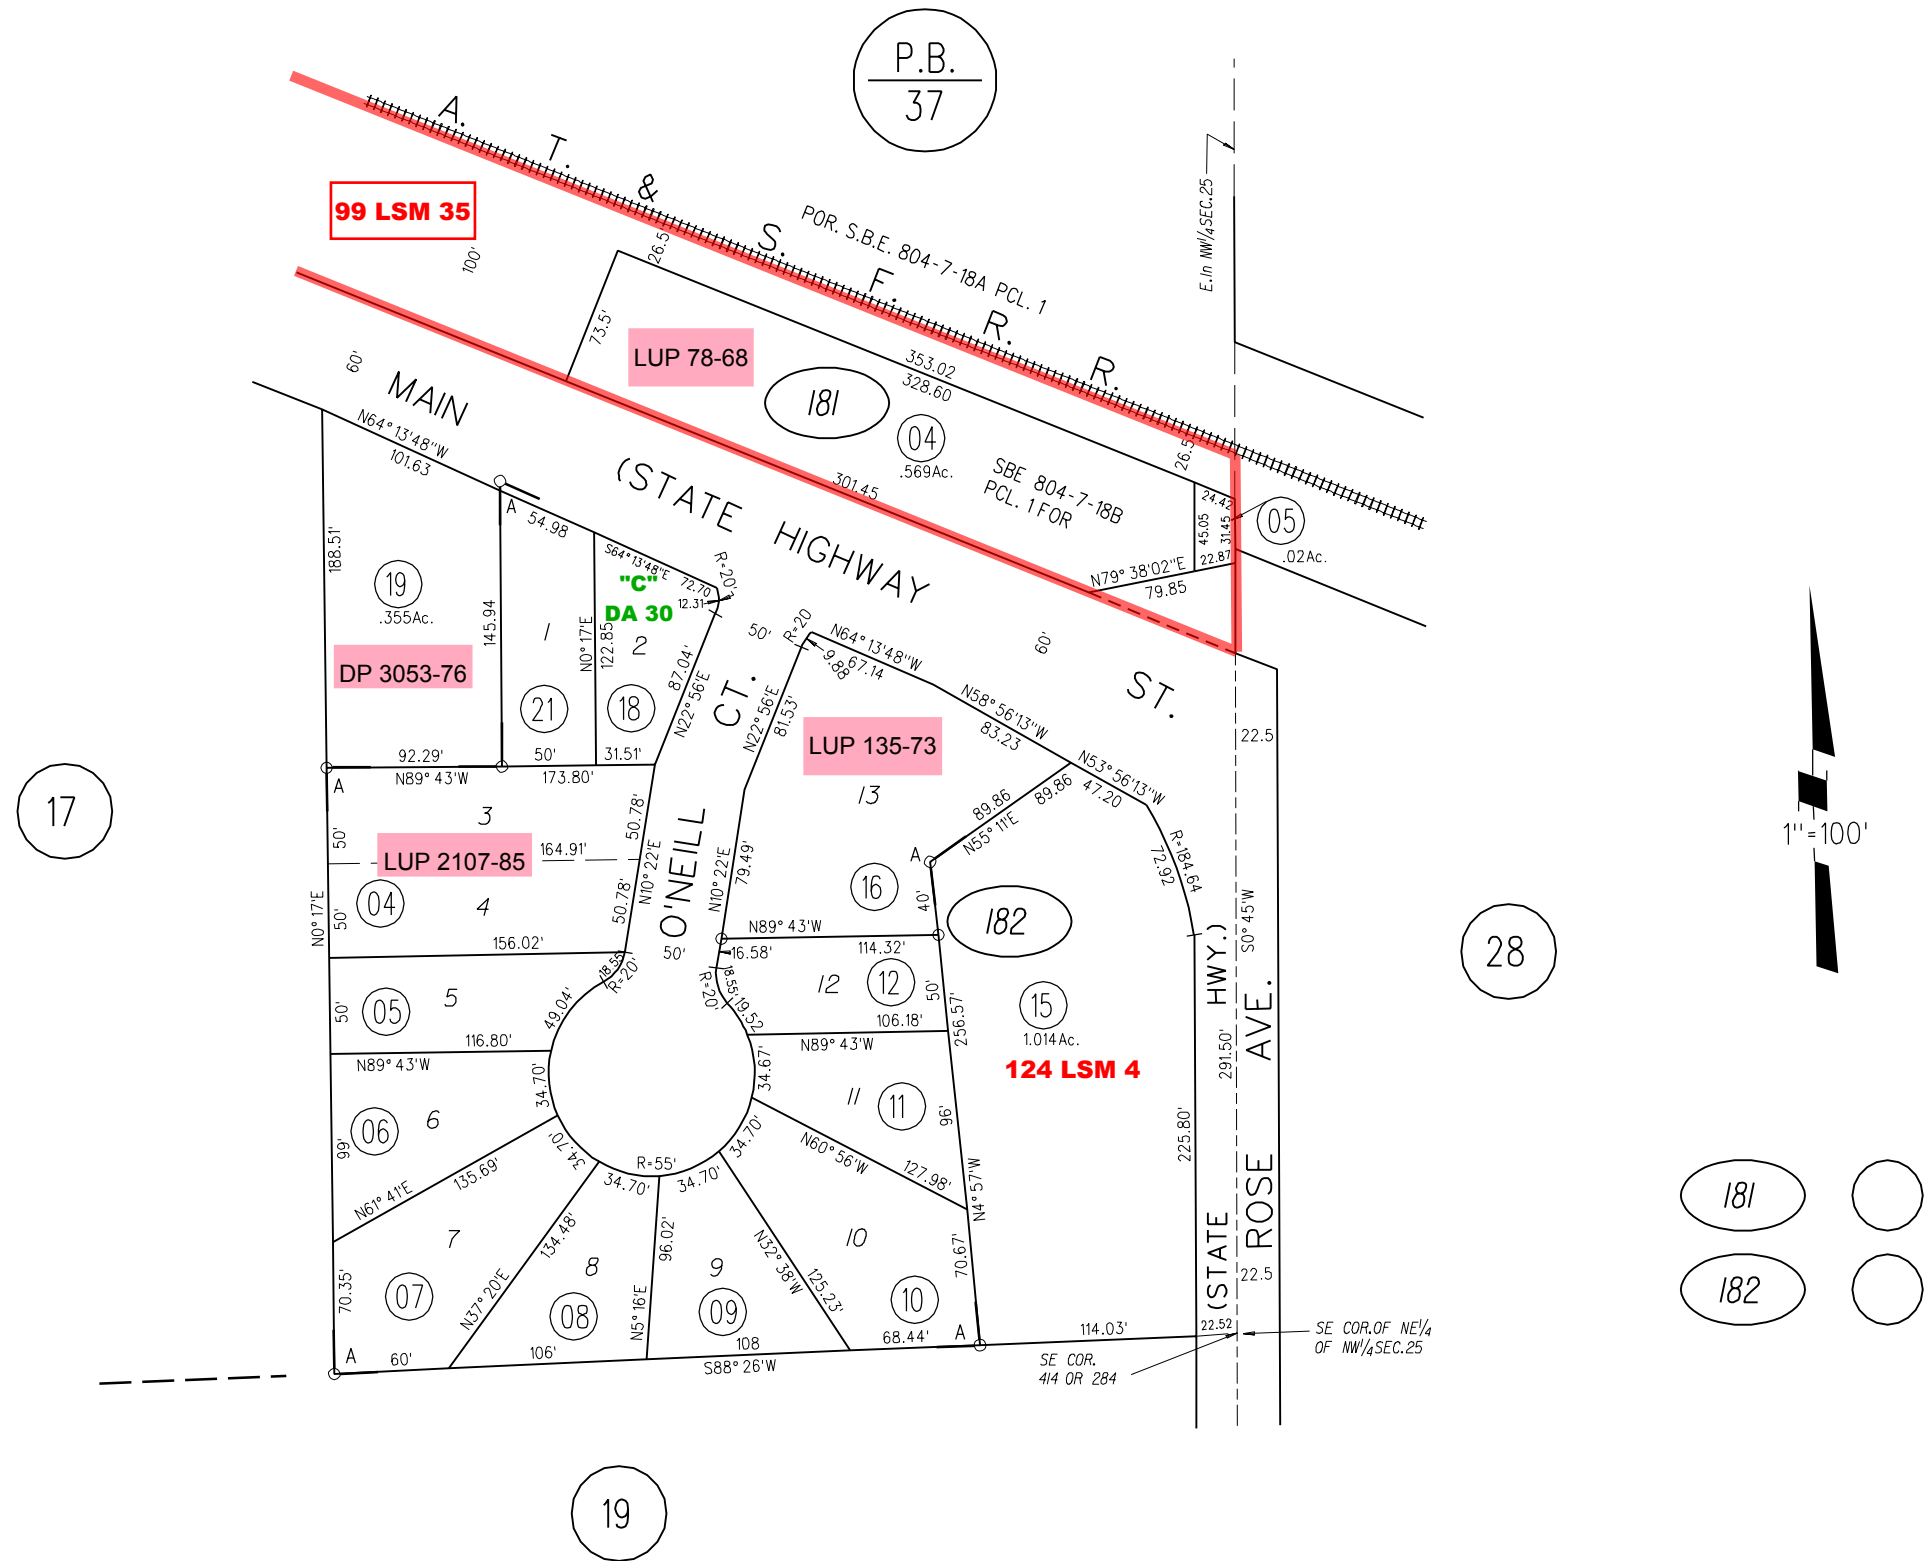 P.B.
37
A. T. & S. F. R. R.
99 LSM 35
100'
26.5
POR. S.B.E. 804-7-18A PCL. 1
E.ln NW1/4SEC.25
73.5'
LUP 78-68
353.02
328.60
181
04
.569Ac.
SBE 804-7-18B
PCL. 1 FOR
26.5
24.42
45.05
31.45
22.87
05
.02Ac.
N79°38'02"E
79.85
301.45
60'
MAIN
(STATE HIGHWAY
60'
ST.
N64°13'48"W
101.63
A
54.98
S64°13'48"E
72.70
R=20'
12.31
"C"
DA 30
188.51'
19
.355Ac.
145.94
DP 3053-76
1
N0°17'E
122.85
2
21
18
87.04'
N22°56'E
50'
R=20
9.88
N64°13'48"W
67.14
N58°56'13"W
83.23
N53°56'13"W
47.20
R=184.64
72.92
22.5
CT.
N22°56'E
81.53'
LUP 135-73
13
89.86
89.86
N55°11'E
92.29'
50'
31.51'
N89°43'W
173.80'
A
3
50'
50.78'
LUP 2107-85
164.91'
N10°22'E
O'NEILL
N10°22'E
79.49'
A
16
40'
182
04
4
50'
50.78'
N0°17'E
156.02'
50'
N89°43'W
114.32'
16.58'
18.55'
R=20'
18.55'
R=20'
19.52
12
12
50'
256.57'
106.18'
N89°43'W
15
1.014Ac.
124 LSM 4
HWY.)
S0°45'W
291.50'
AVE.
17
28
1"=100'
05
5
50'
49.04'
116.80'
N89°43'W
34.70'
34.67'
11
11
96'
06
6
99'
34.70'
R=55'
34.70'
34.70'
34.70'
N60°56'W
127.98'
N4°57'W
225.80'
N61°41'E
135.69'
7
07
70.35'
134.48'
N37°20'E
8
08
96.02'
N5°16'E
9
09
N32°38'W
125.23'
10
10
70.67'
(STATE
ROSE
22.5
181
182
A
60'
106'
108
S88°26'W
68.44'
A
114.03'
22.52
SE COR.
414 OR 284
SE COR.OF NE1/4
OF NW1/4SEC.25
19